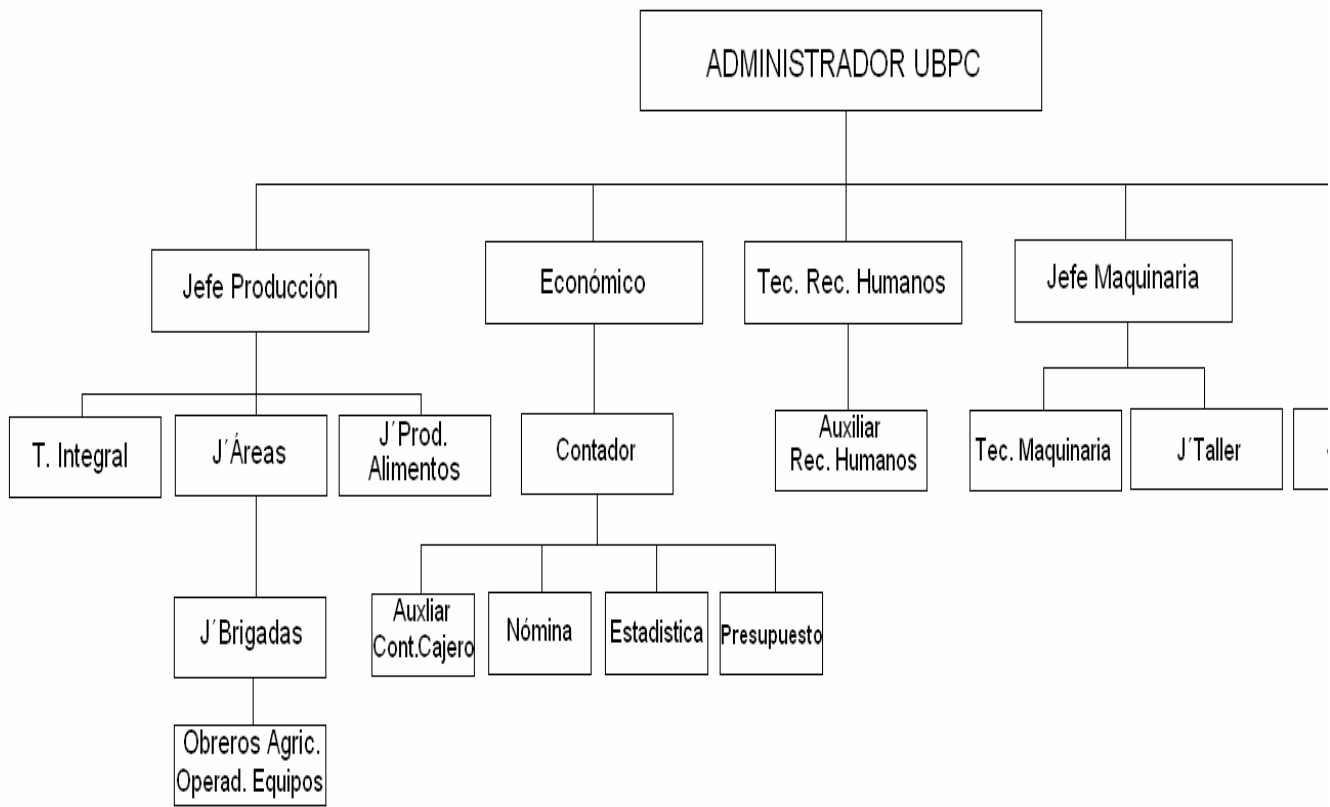 ADMINISTRADOR UBPC
Jefe Producción
Económico
Tec. Rec. Humanos
Jefe Maquinaria
T. Integral
J´Áreas
J´Prod.
Alimentos
Contador
Auxiliar
Rec. Humanos
Tec. Maquinaria
J´Taller
J´Brigadas
Auxliar
Cont.Cajero
Nómina
Estadistica
Presupuesto
Obreros Agric.
Operad. Equipos